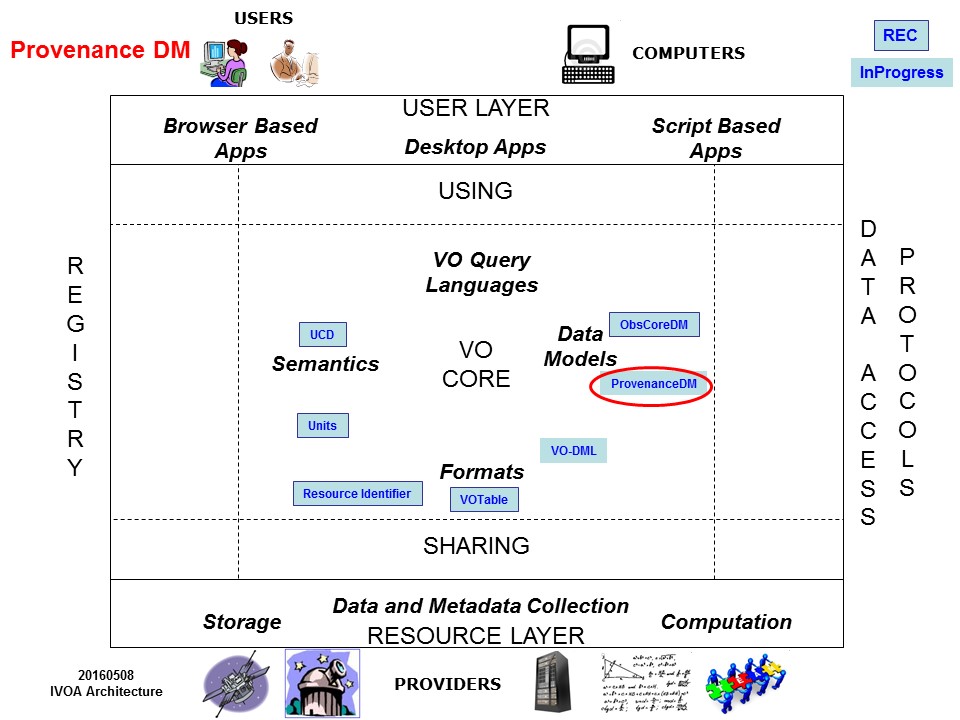 USERS
Provenance DM
COMPUTERS
REC
InProgress
USER LAYER
Browser Based
Apps
Desktop Apps
Script Based
Apps
USING
REGISTRY
DATA ACCESS
PROTOCOLS
VO Query
Languages
UCD
Semantics
VO
CORE
Data
Models
ObsCoreDM
ProvenanceDM
Units
VO-DML
Formats
Resource Identifier
VOTable
SHARING
Storage
Data and Metadata Collection
Computation
RESOURCE LAYER
20160508
IVOA Architecture
PROVIDERS